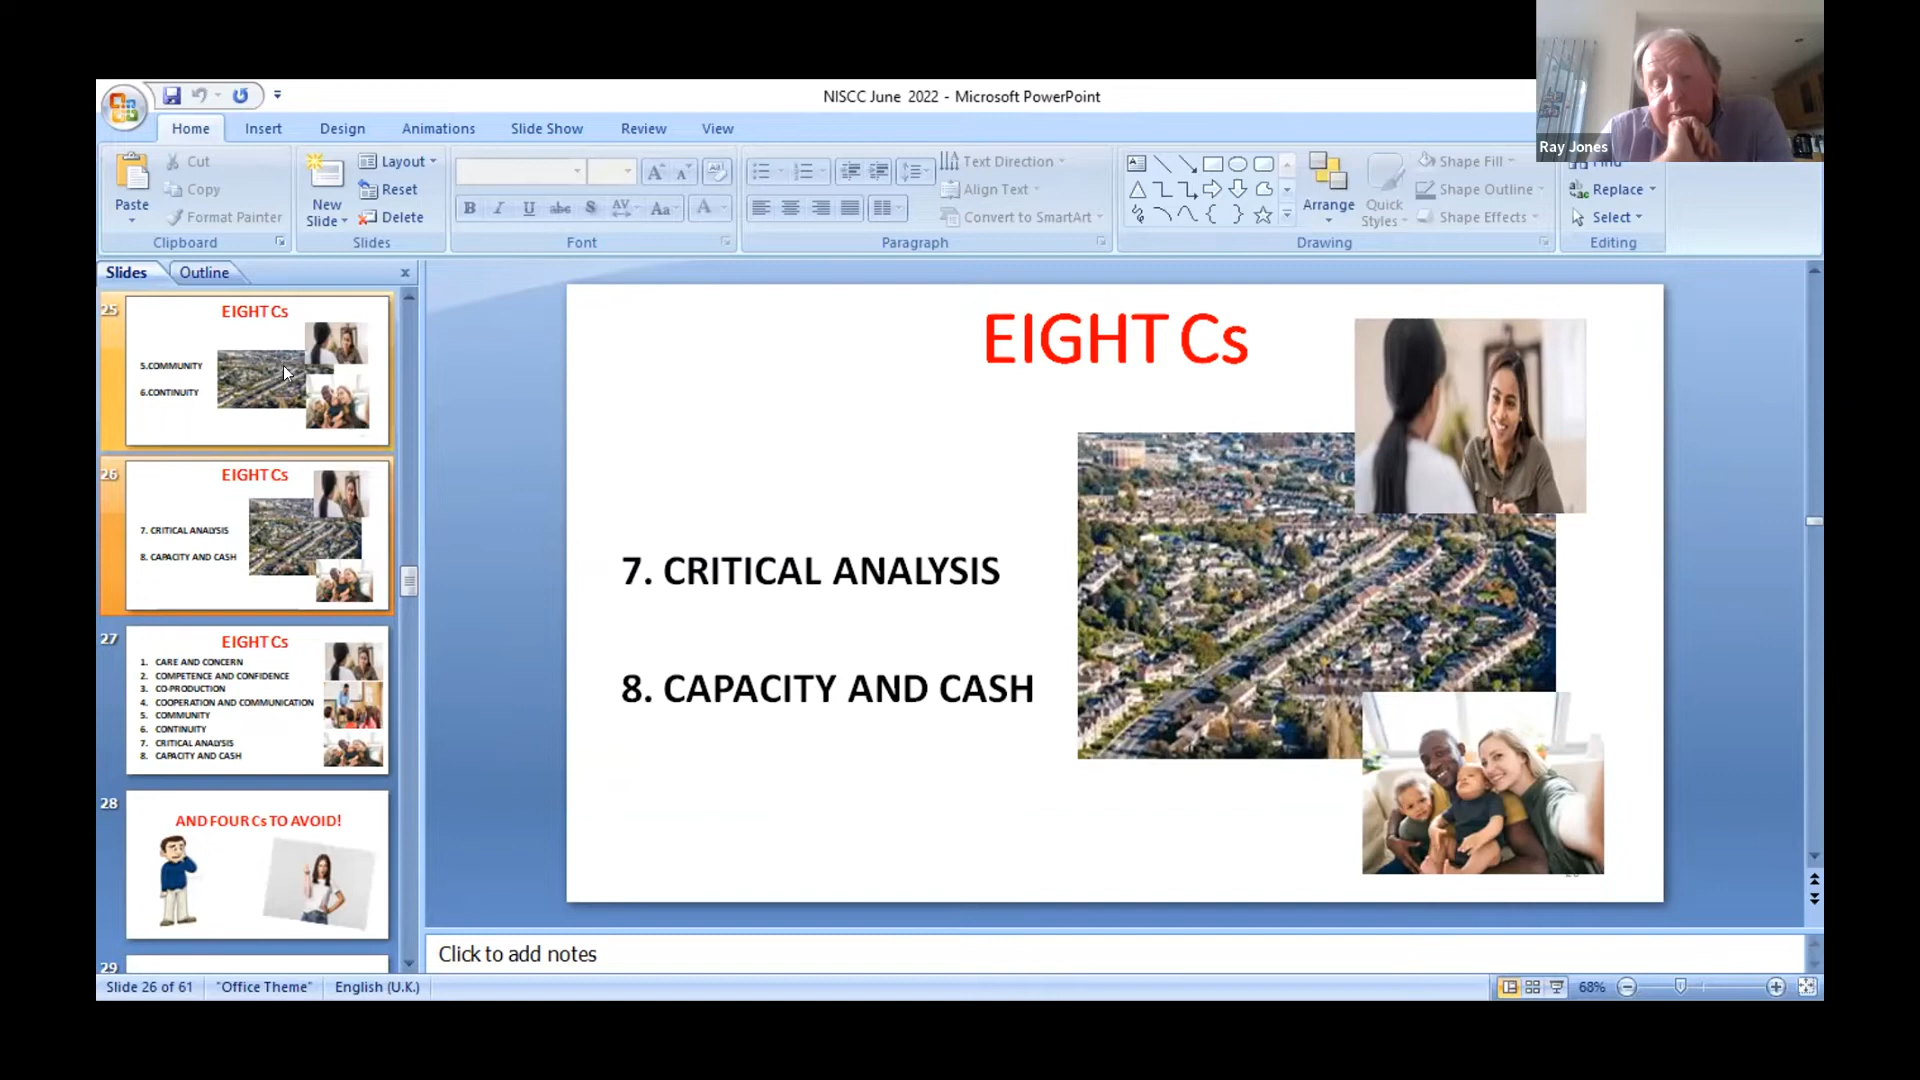 NISCC June 2022 - Microsoft PowerPoint
Home
Insert
Design
Animations
Slide Show
Review
View
Ray Jones
Paste
Cut
Copy
Format Painter
Clipboard
New
Slide
Layout
Reset
Delete
Slides
B I U abc S AV Aa A
Font
Text Direction
Align Text
Convert to SmartArt
Paragraph
Arrange
Quick
Styles
Shape Fill
Shape Outline
Shape Effects
Drawing
Find
Replace
Select
Editing
Slides
Outline
x
25
EIGHT Cs
5.COMMUNITY
6.CONTINUITY
26
EIGHT Cs
7. CRITICAL ANALYSIS
8. CAPACITY AND CASH
27
EIGHT Cs
1. CARE AND CONCERN
2. COMPETENCE AND CONFIDENCE
3. CO-PRODUCTION
4. COOPERATION AND COMMUNICATION
5. COMMUNITY
6. CONTINUITY
7. CRITICAL ANALYSIS
8. CAPACITY AND CASH
28
AND FOUR Cs TO AVOID!
29
EIGHT Cs
7. CRITICAL ANALYSIS
8. CAPACITY AND CASH
Click to add notes
Slide 26 of 61
"Office Theme"
English (U.K.)
68%